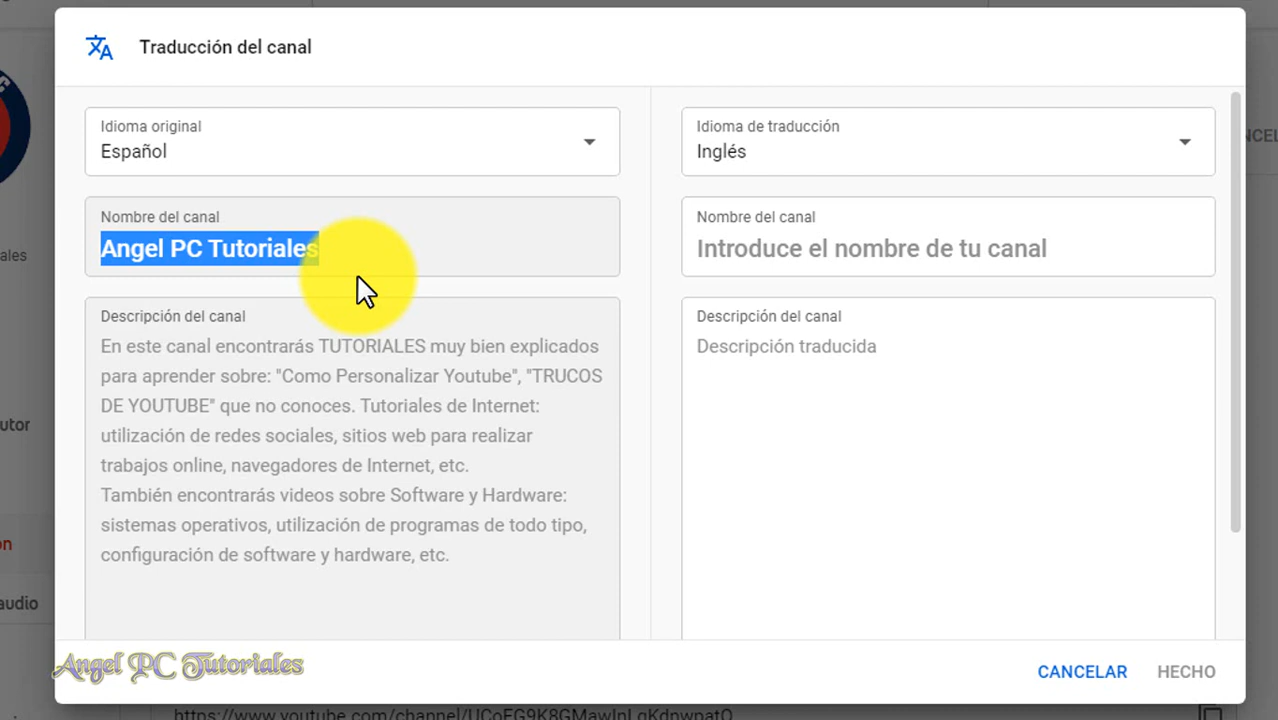 Traducción del canal
Idioma original
Español
Idioma de traducción
Inglés
Nombre del canal
Angel PC Tutoriales
Nombre del canal
Introduce el nombre de tu canal
Descripción del canal
En este canal encontrarás TUTORIALES muy bien explicados
para aprender sobre: "Como Personalizar Youtube", "TRUCOS
DE YOUTUBE" que no conoces. Tutoriales de Internet:
utilización de redes sociales, sitios web para realizar
trabajos online, navegadores de Internet, etc.
También encontrarás videos sobre Software y Hardware:
sistemas operativos, utilización de programas de todo tipo,
configuración de software y hardware, etc.
Descripción del canal
Descripción traducida
Angel PC Tutoriales
CANCELAR
HECHO
audio